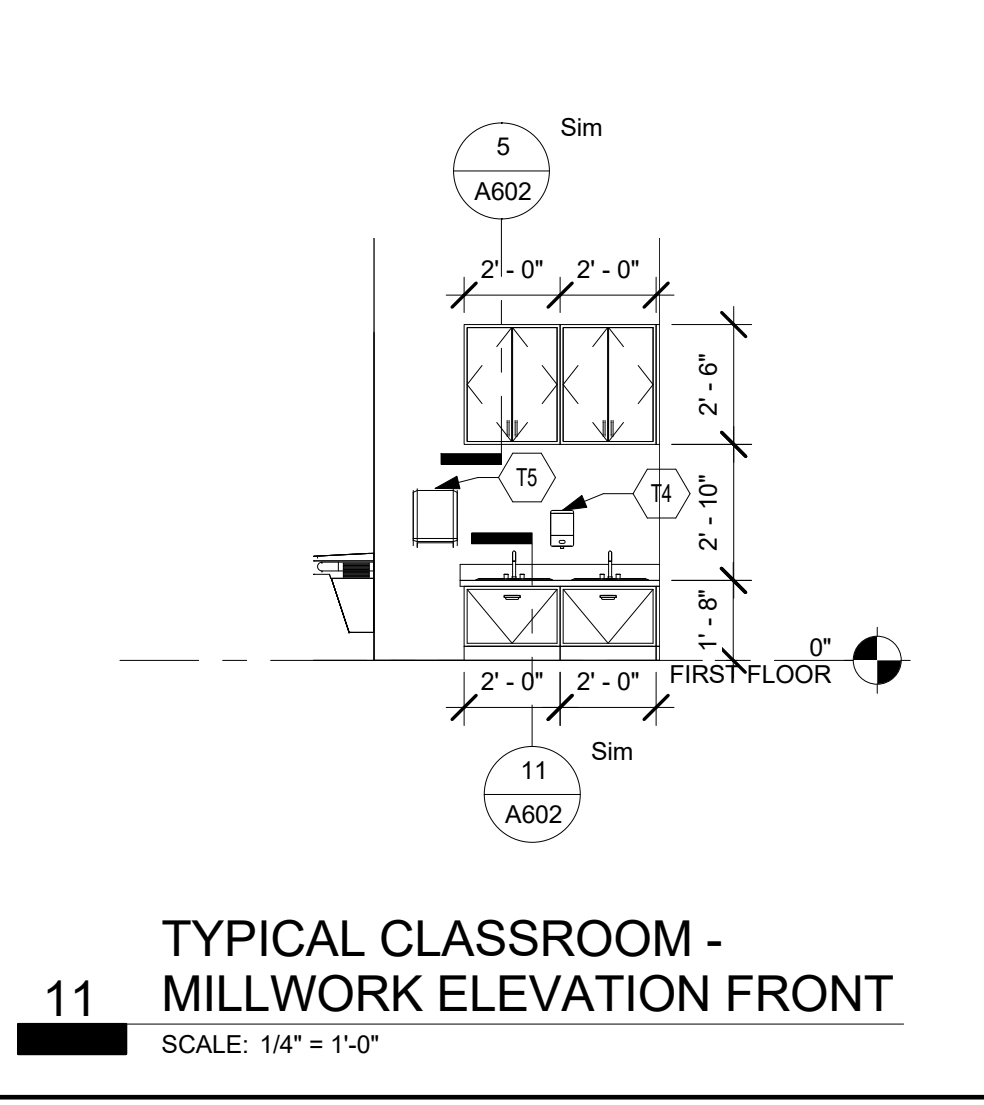 Sim
5
A602
2' - 0" 2' - 0"
2' - 6"
T5
T4
2' - 10"
1' - 8"
0"
FIRST FLOOR
2' - 0" 2' - 0"
Sim
11
A602
TYPICAL CLASSROOM -
11 MILLWORK ELEVATION FRONT
SCALE: 1/4" = 1'-0"